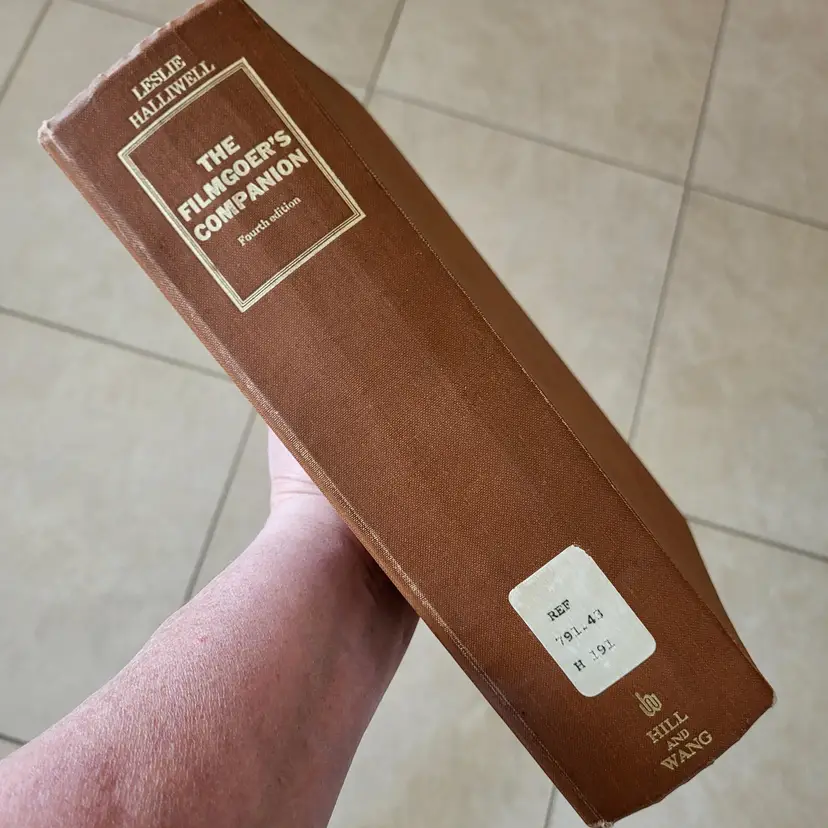 LESLIE
HALLIWELL
THE
FILMGOER'S
COMPANION
Fourth edition
REF
791.43
H 191
HILL
AND
WANG